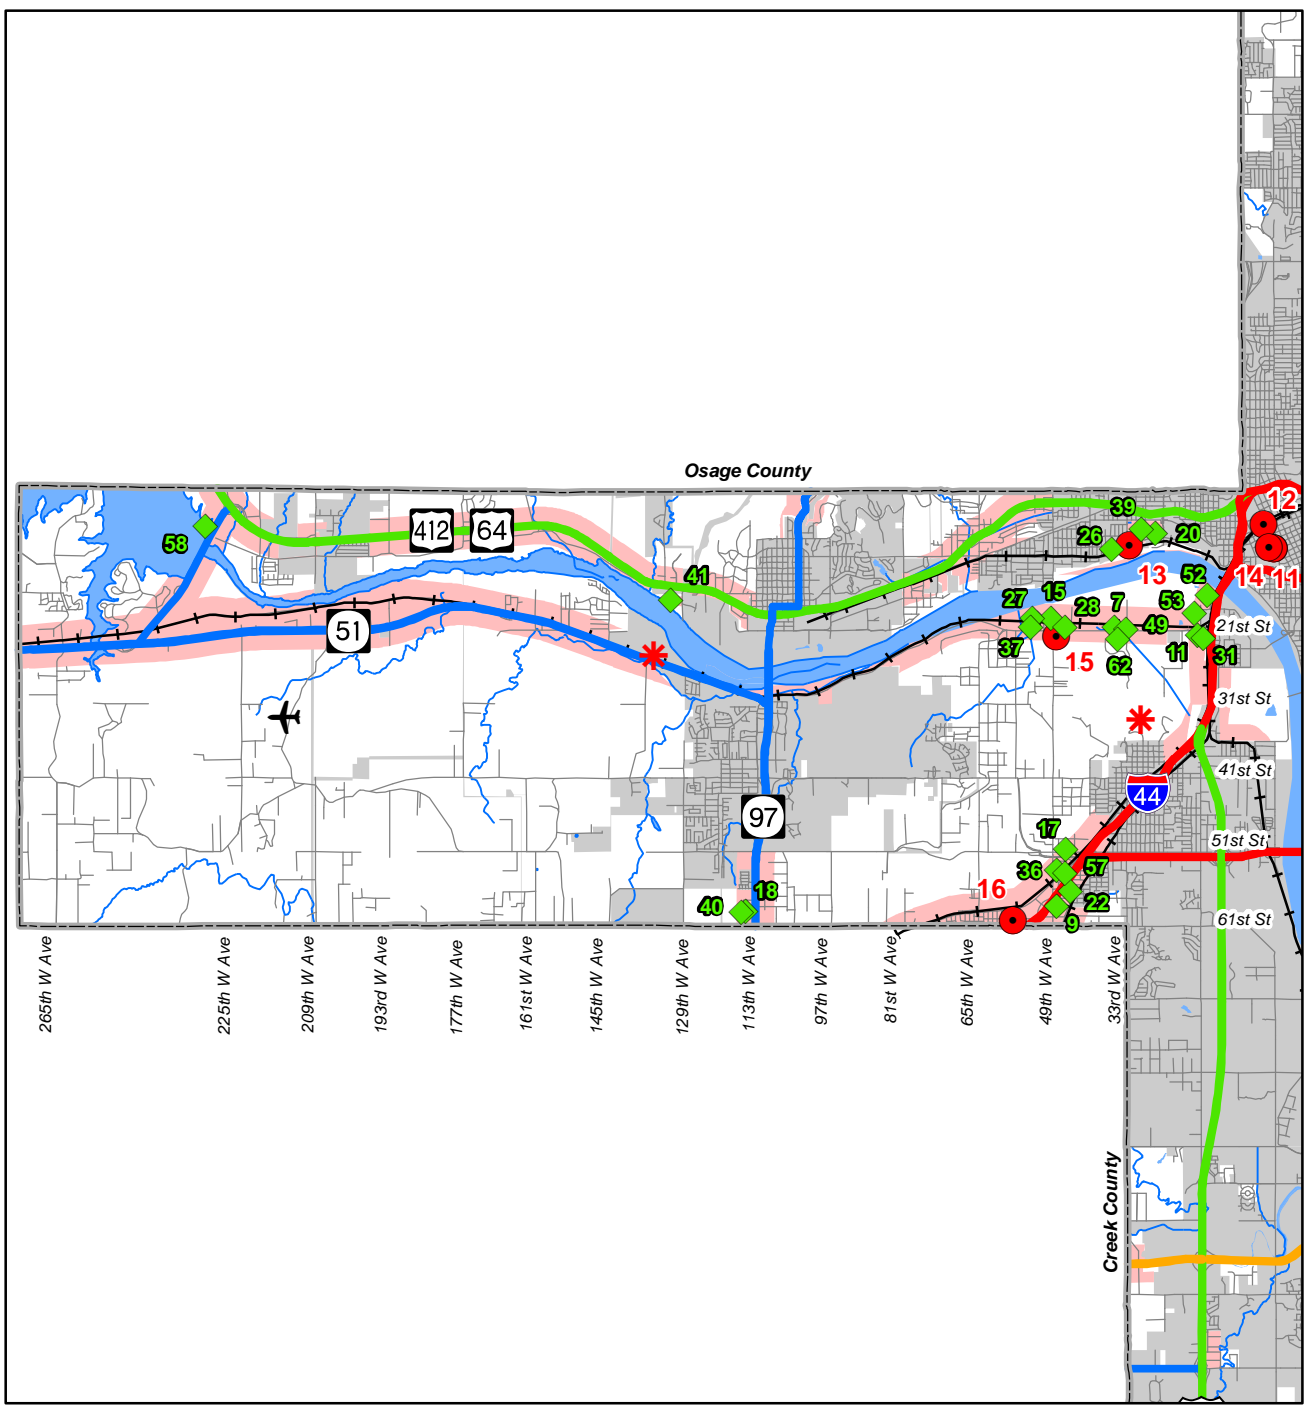 Osage County
12
39
412
64
20
26
58
41
13
52
14
11
15
7
27
28
53
51
49
21st St
37
15
62
11
31
31st St
41st St
44
97
17
51st St
36
57
16
18
40
22
9
61st St
265th W Ave
225th W Ave
209th W Ave
193rd W Ave
177th W Ave
161st W Ave
145th W Ave
129th W Ave
113th W Ave
97th W Ave
81st W Ave
65th W Ave
49th W Ave
33rd W Ave
Creek County